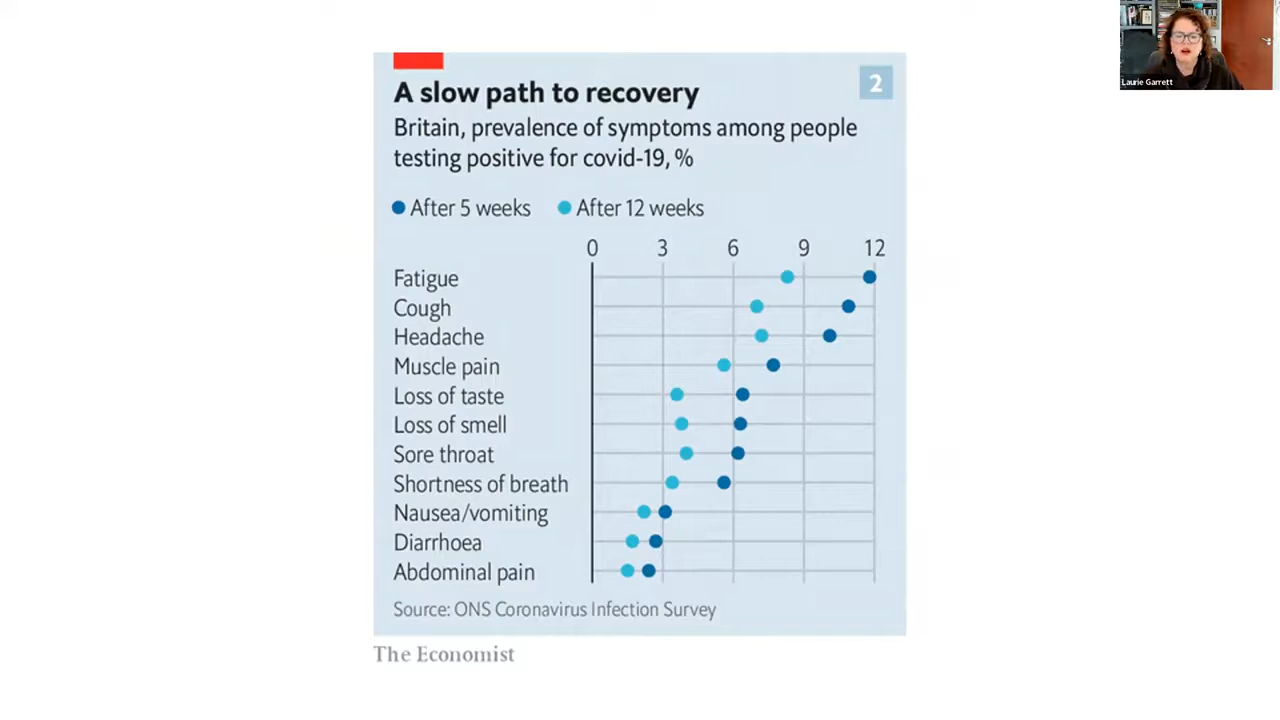 A slow path to recovery
2
Britain, prevalence of symptoms among people
testing positive for covid-19, %
After 5 weeks After 12 weeks
0 3 6 9 12
Fatigue
Cough
Headache
Muscle pain
Loss of taste
Loss of smell
Sore throat
Shortness of breath
Nausea/vomiting
Diarrhoea
Abdominal pain
Source: ONS Coronavirus Infection Survey
The Economist
Laurie Garrett